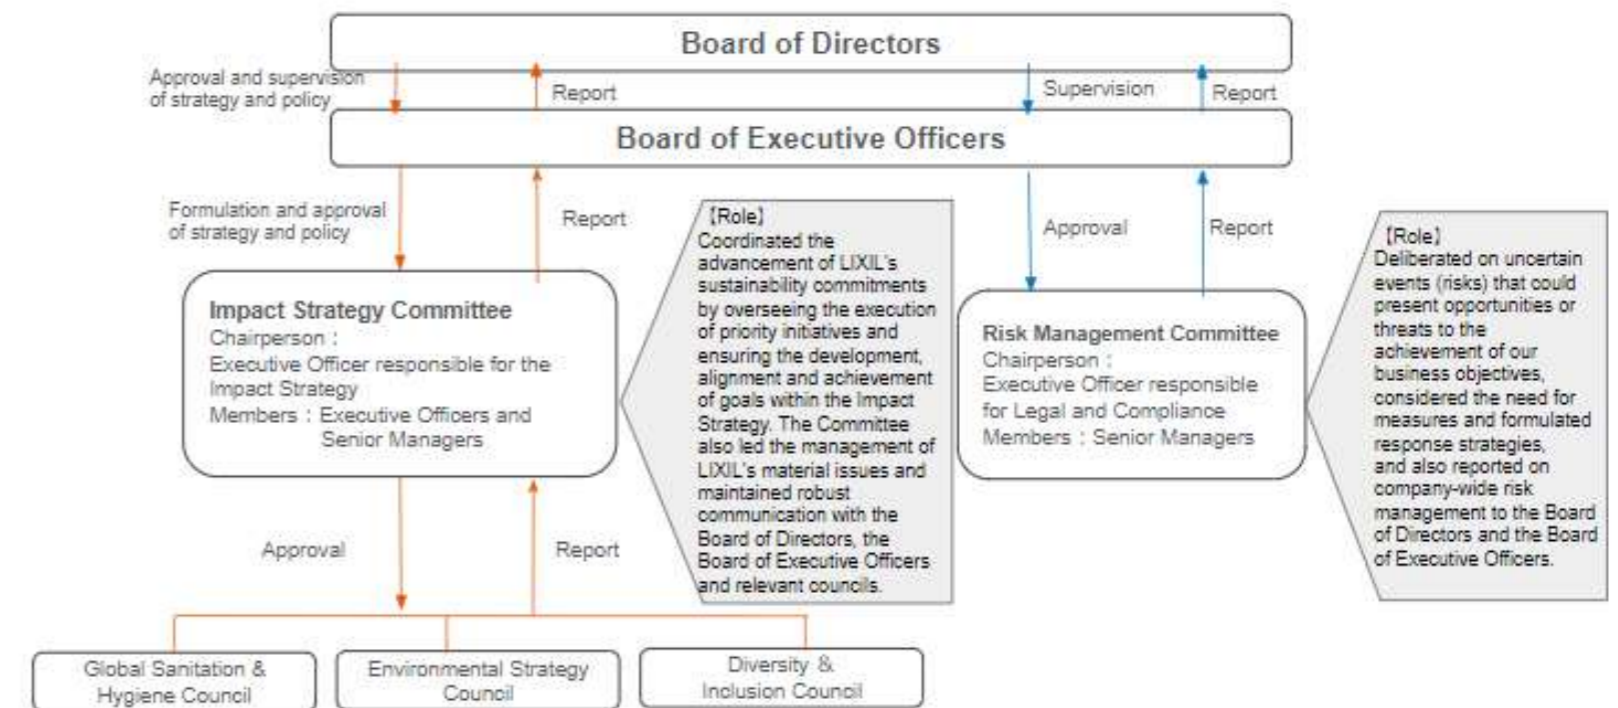 Board of Directors
Approval and supervision
of strategy and policy
Report
Supervision
Report
Board of Executive Officers
Formulation and approval
of strategy and policy
Report
Approval
Report
Impact Strategy Committee
Chairperson：
Executive Officer responsible for the
Impact Strategy
Members：Executive Officers and
Senior Managers
【Role】
Coordinated the
advancement of LIXIL's
sustainability commitments
by overseeing the execution
of priority initiatives and
ensuring the development,
alignment and achievement
of goals within the Impact
Strategy. The Committee
also led the management of
LIXIL's material issues and
maintained robust
communication with the
Board of Directors, the
Board of Executive Officers
and relevant councils.
Risk Management Committee
Chairperson：
Executive Officer responsible
for Legal and Compliance
Members：Senior Managers
【Role】
Deliberated on uncertain
events (risks) that could
present opportunities or
threats to the
achievement of our
business objectives,
considered the need for
measures and formulated
response strategies,
and also reported on
company-wide risk
management to the Board
of Directors and the Board
of Executive Officers.
Approval
Report
Global Sanitation &
Hygiene Council
Environmental Strategy
Council
Diversity &
Inclusion Council